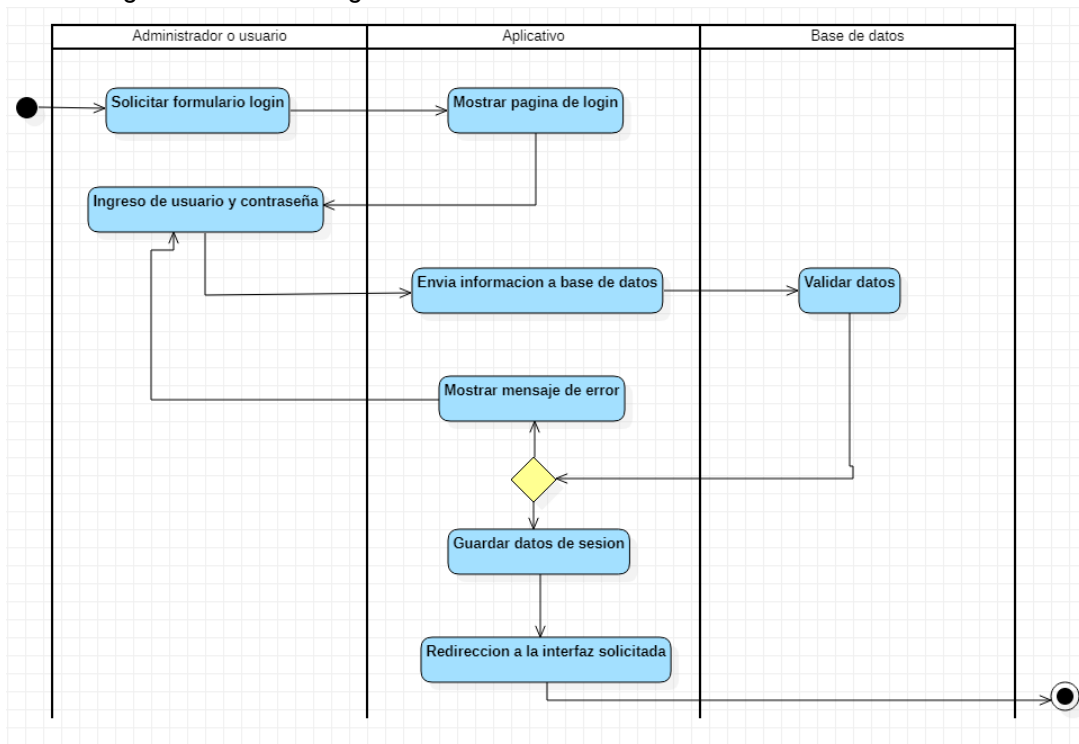 Administrador o usuario
Aplicativo
Base de datos
Solicitar formulario login
Mostrar pagina de login
Ingreso de usuario y contraseña
Envia informacion a base de datos
Validar datos
Mostrar mensaje de error
Guardar datos de sesion
Redireccion a la interfaz solicitada